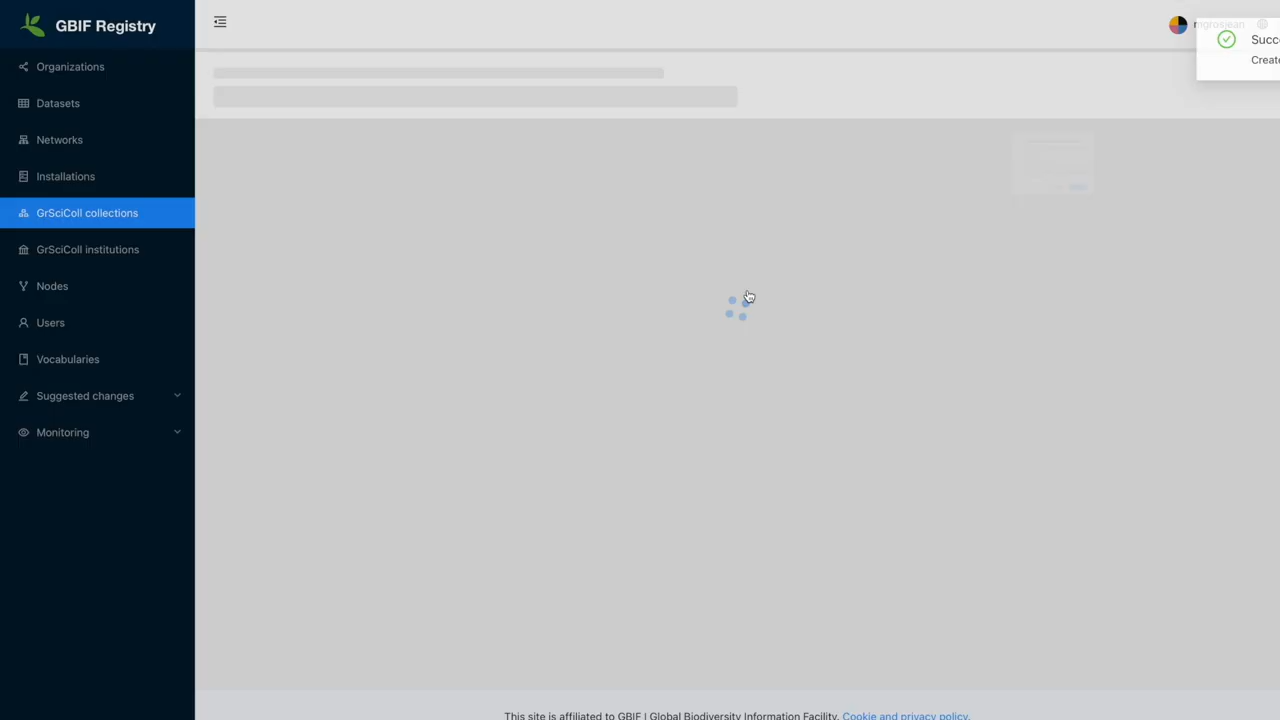 GBIF Registry
Organizations
Datasets
Networks
Installations
GrSciColl collections
GrSciColl institutions
Nodes
Users
Vocabularies
Suggested changes
Monitoring
mgrosjean
Succ
Create
This site is affiliated to GBIF | Global Biodiversity Information Facility. Cookie and privacy policy.